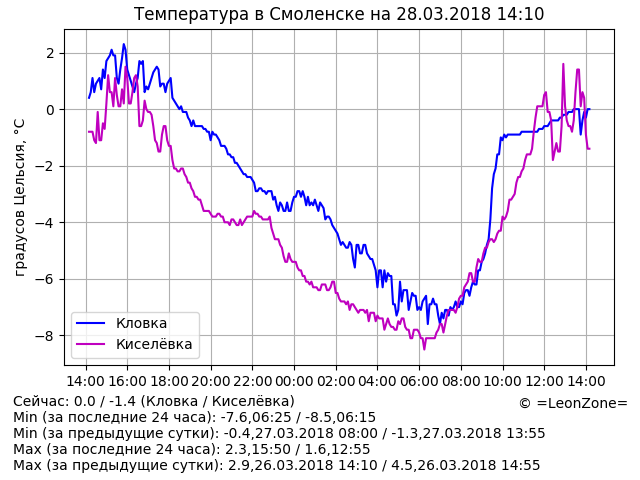 Температура в Смоленске на 28.03.2018 14:10
градусов Цельсия, °C
2
0
−2
−4
−6
−8
Кловка
Киселёвка
14:00 16:00 18:00 20:00 22:00 00:00 02:00 04:00 06:00 08:00 10:00 12:00 14:00
Сейчас: 0.0 / -1.4 (Кловка / Киселёвка)
© =LeonZone=
Min (за последние 24 часа): -7.6,06:25 / -8.5,06:15
Min (за предыдущие сутки): -0.4,27.03.2018 08:00 / -1.3,27.03.2018 13:55
Max (за последние 24 часа): 2.3,15:50 / 1.6,12:55
Max (за предыдущие сутки): 2.9,26.03.2018 14:10 / 4.5,26.03.2018 14:55